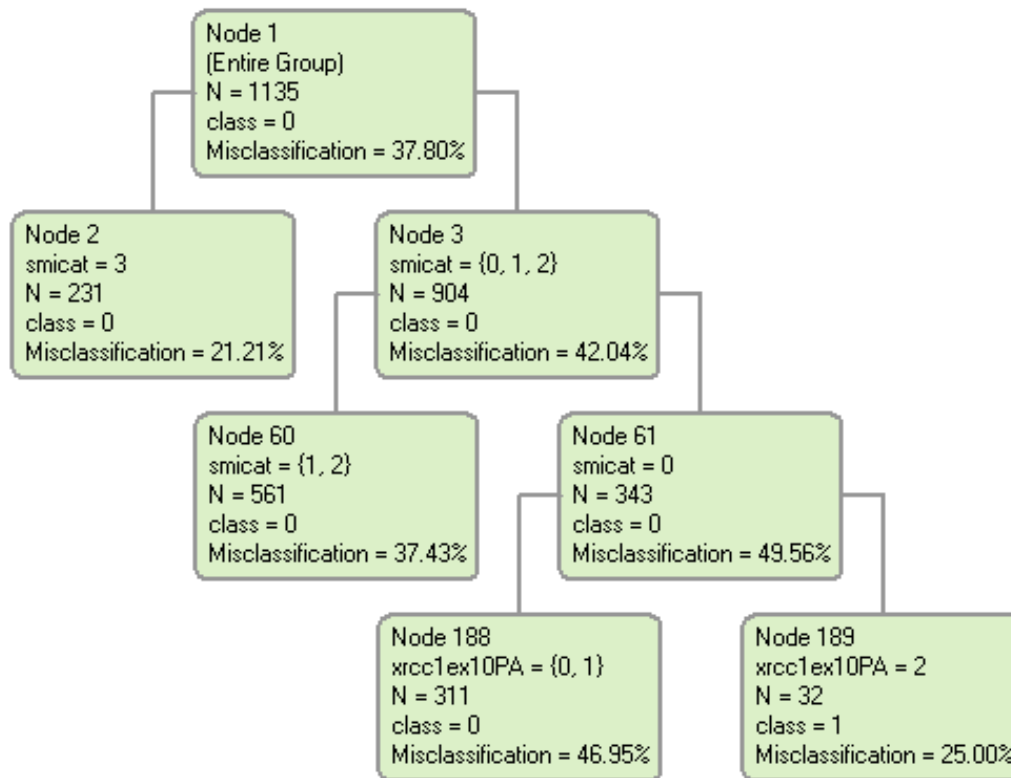 Node 1
(Entire Group)
N = 1135
class = 0
Misclassification = 37.80%
Node 2
smicat = 3
N = 231
class = 0
Misclassification = 21.21%
Node 3
smicat = {0, 1, 2}
N = 904
class = 0
Misclassification = 42.04%
Node 60
smicat = {1, 2}
N = 561
class = 0
Misclassification = 37.43%
Node 61
smicat = 0
N = 343
class = 0
Misclassification = 49.56%
Node 188
xrcc1ex10PA = {0, 1}
N = 311
class = 0
Misclassification = 46.95%
Node 189
xrcc1ex10PA = 2
N = 32
class = 1
Misclassification = 25.00%